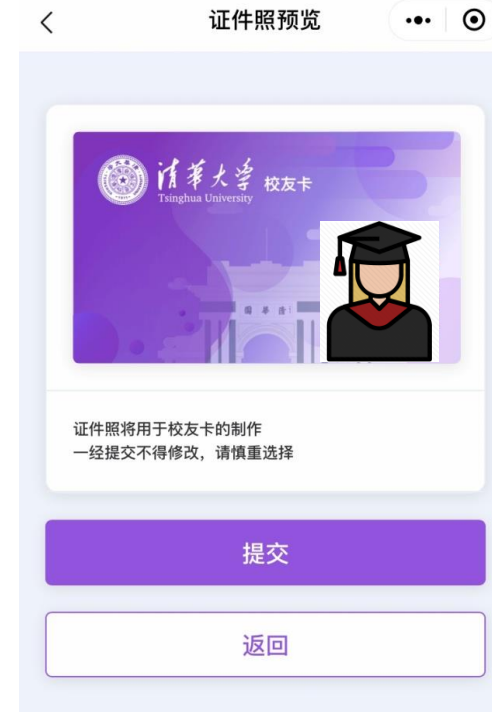 证件照预览
清華大学 校友卡
Tsinghua University
證件照将用于校友卡的制作
一经提交不得修改，请慎重选择
提交
返回